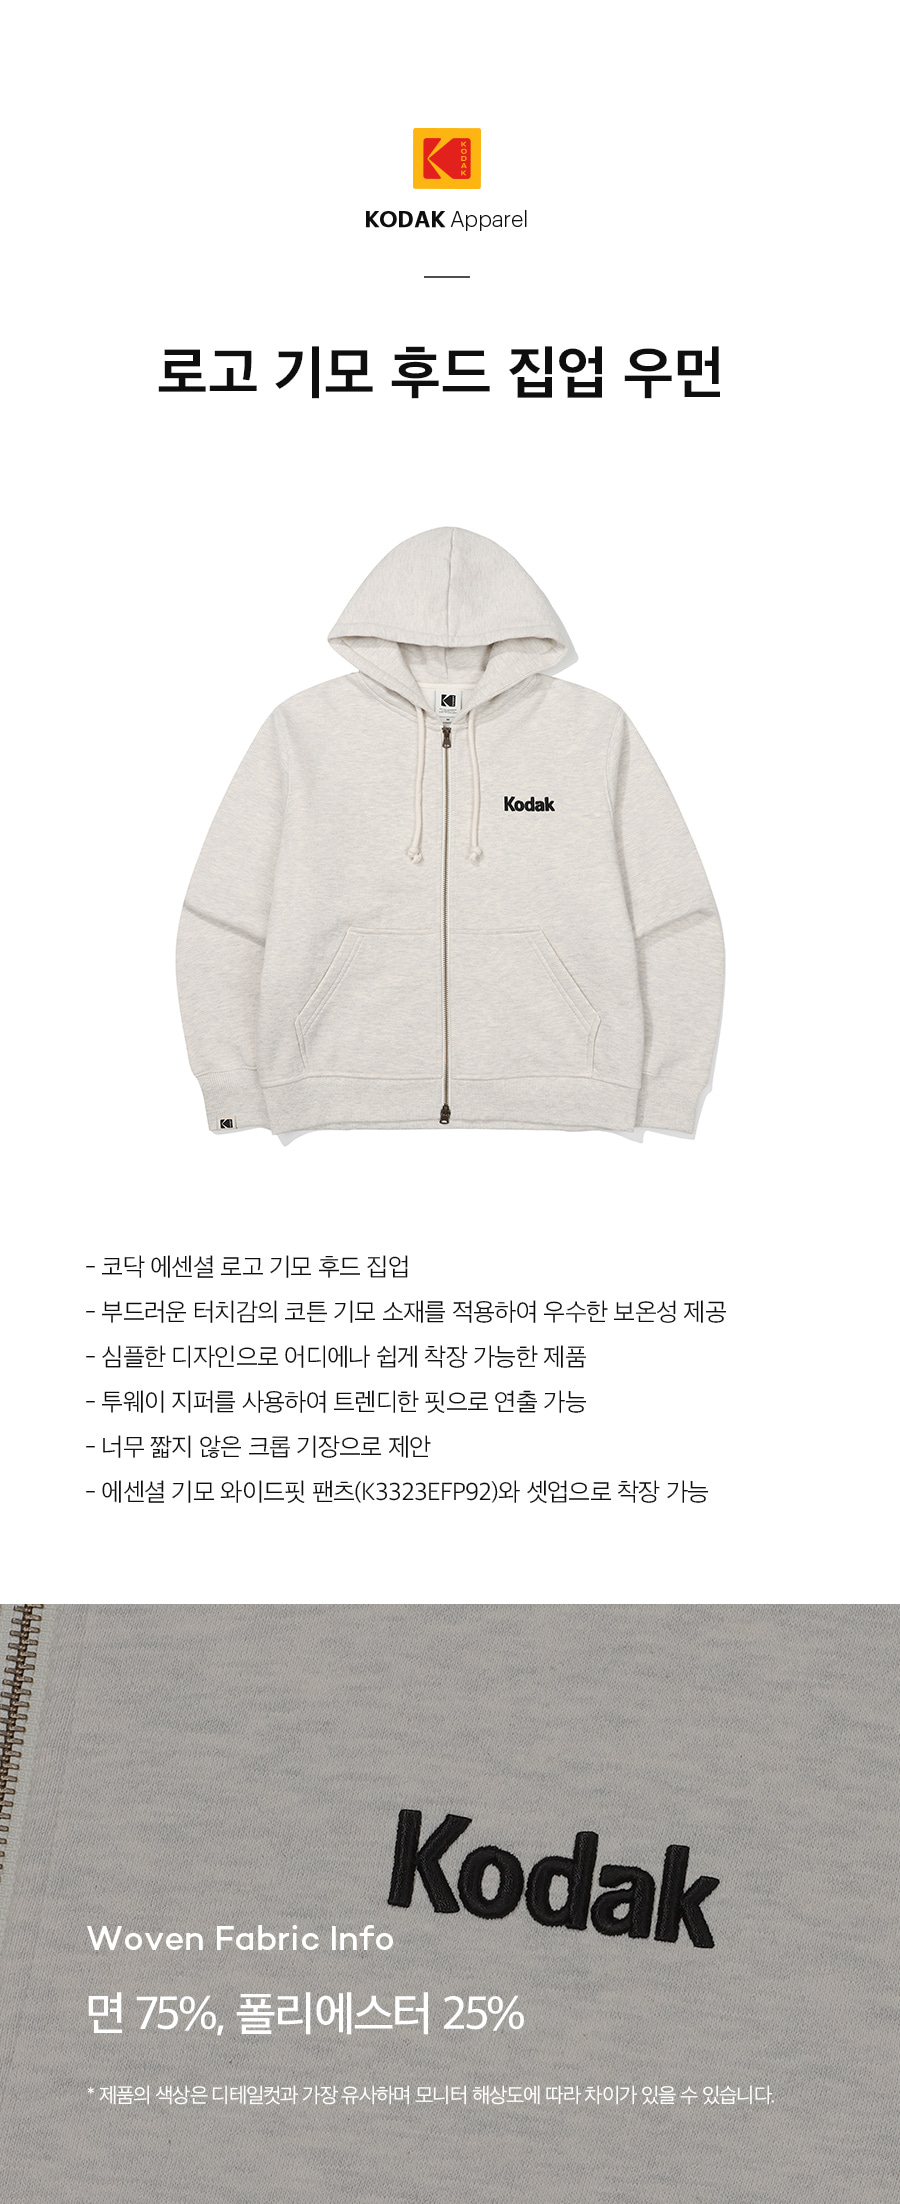 KODAK
KODAK Apparel
로고 기모 후드 집업 우먼
Kodak
- 코닥 에센셜 로고 기모 후드 집업
- 부드러운 터치감의 코튼 기모 소재를 적용하여 우수한 보온성 제공
- 심플한 디자인으로 어디에나 쉽게 착장 가능한 제품
- 투웨이 지퍼를 사용하여 트렌디한 핏으로 연출 가능
- 너무 짧지 않은 크롭 기장으로 제안
- 에센셜 기모 와이드핏 팬츠(K3323EFP92)와 셋업으로 착장 가능
Kodak
Woven Fabric Info
면 75%, 폴리에스터 25%
* 제품의 색상은 디테일컷과 가장 유사하며 모니터 해상도에 따라 차이가 있을 수 있습니다.